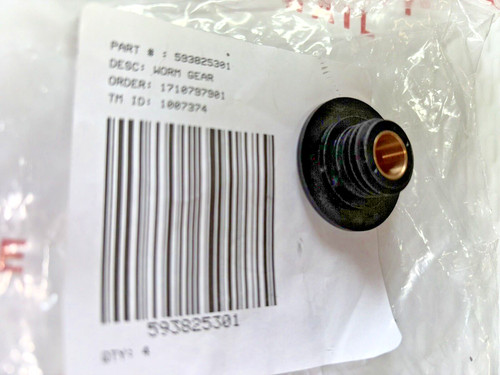 PART # : 593825301
DESC: WORM GEAR
ORDER: 1710797901
TM ID: 1007374
593825301
QTY: 4